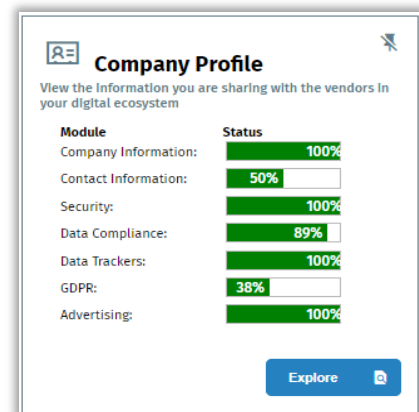 Company Profile
View the information you are sharing with the vendors in
your digital ecosystem
Module Status
Company Information: 100%
Contact Information: 50%
Security: 100%
Data Compliance: 89%
Data Trackers: 100%
GDPR: 38%
Advertising: 100%
Explore